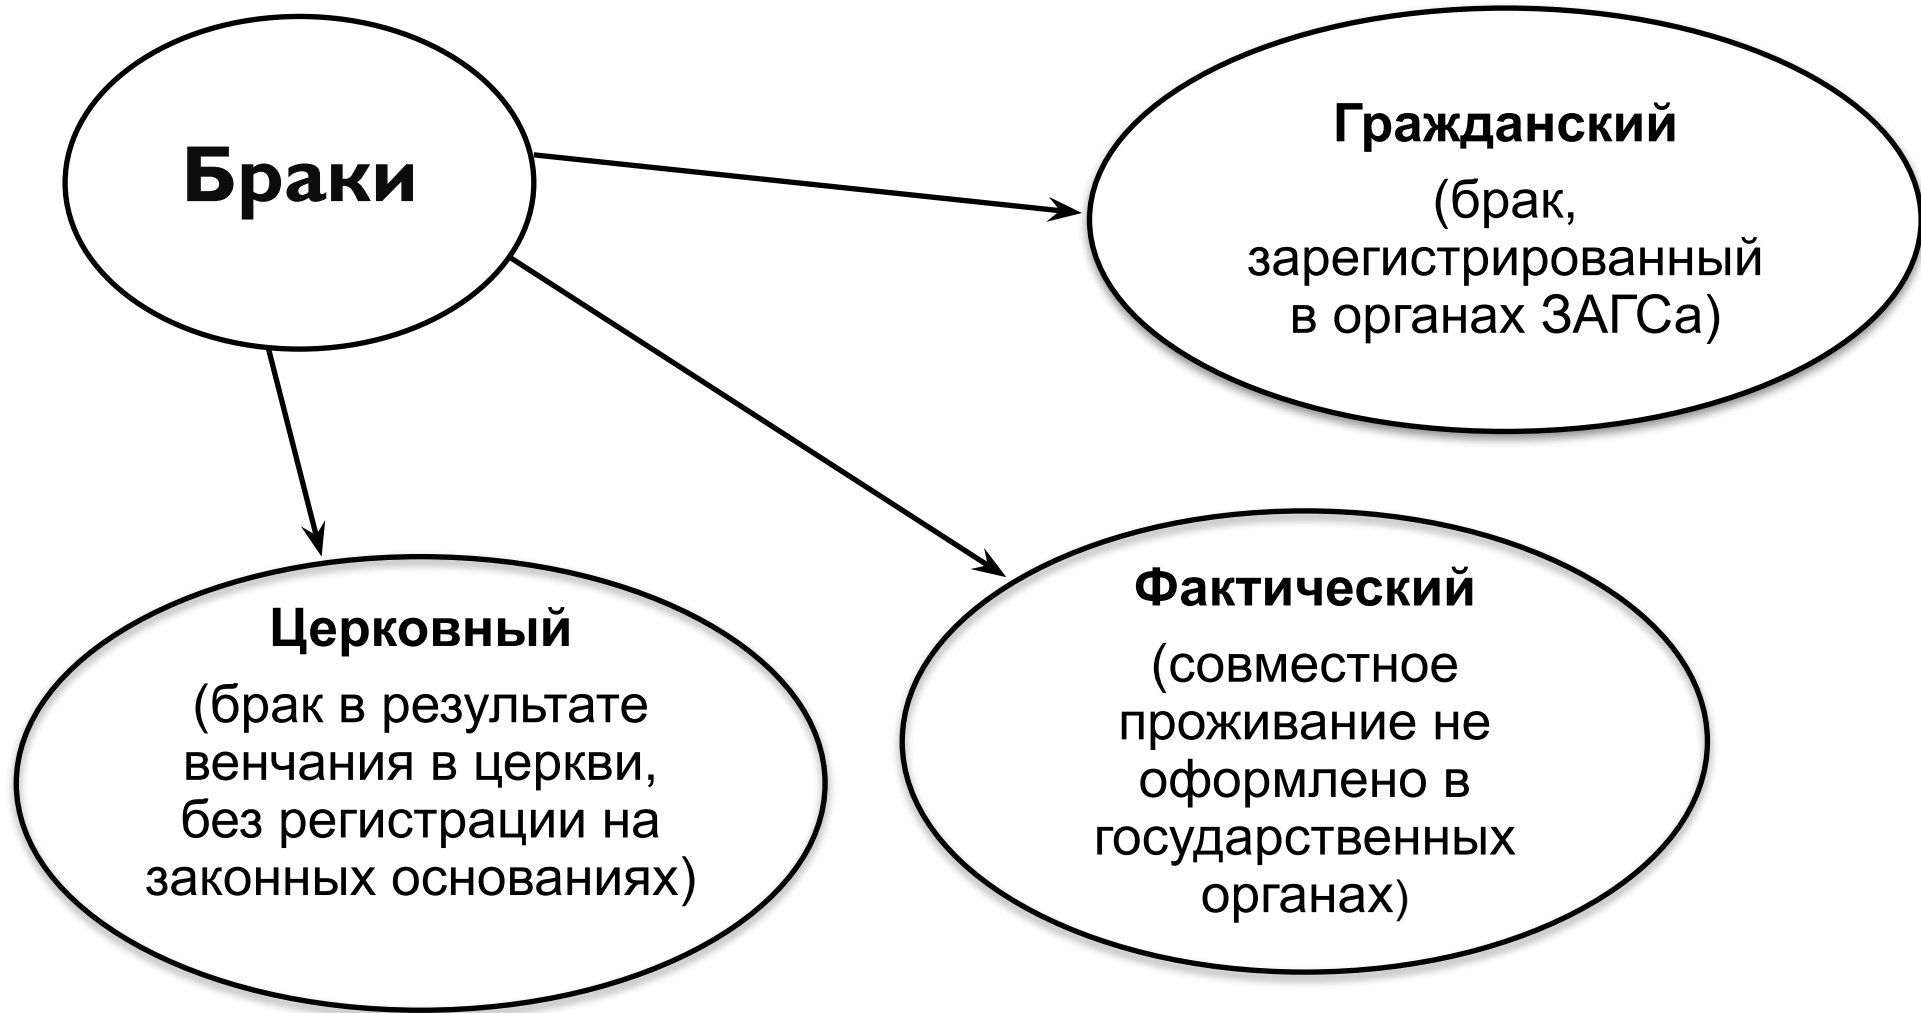 Браки
Гражданский
(брак,
зарегистрированный
в органах ЗАГСа)
Церковный
(брак в результате
венчания в церкви,
без регистрации на
законных основаниях)
Фактический
(совместное
проживание не
оформлено в
государственных
органах)